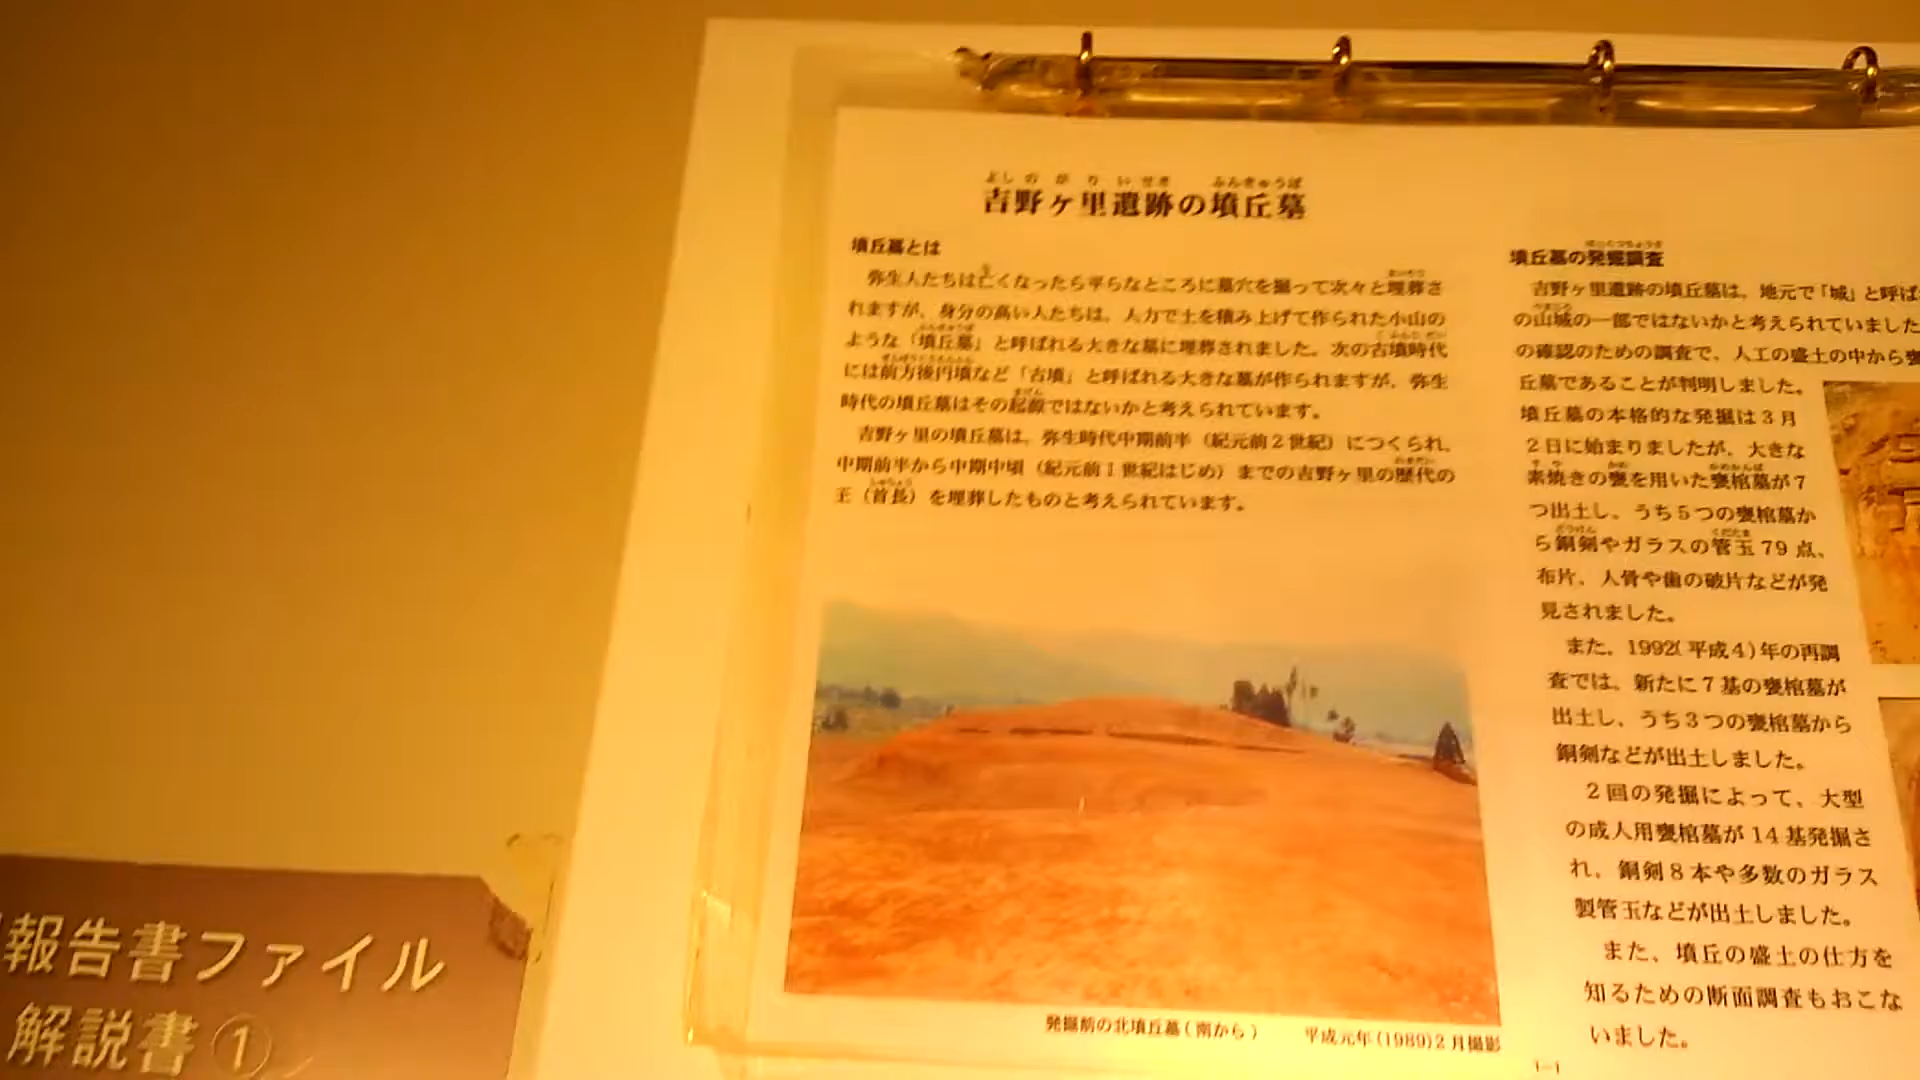 よしのがりいせき ふんきゅうぼ
吉野ヶ里遺跡の墳丘墓
墳丘墓とは
弥生人たちは亡くなったら平らなところに墓穴を掘って次々と埋葬さ
れますが、身分の高い人たちは、人力で土を積み上げて作られた小山の
ような「墳丘墓」と呼ばれる大きな墓に埋葬されました。次の古墳時代
には前方後円墳など「古墳」と呼ばれる大きな墓が作られますが、弥生
時代の墳丘墓はその起源ではないかと考えられています。
吉野ヶ里の墳丘墓は、弥生時代中期前半（紀元前2世紀）につくられ、
中期前半から中期中頃（紀元前1世紀はじめ）までの吉野ヶ里の歴代の
王（首長）を埋葬したものと考えられています。
発掘前の北墳丘墓(南から) 平成元年(1989)2月撮影
墳丘墓の発掘調査
吉野ヶ里遺跡の墳丘墓は、地元で「城」と呼ば
の山城の一部ではないかと考えられていました
の確認のための調査で、人工の盛土の中から甕
丘墓であることが判明しました。
墳丘墓の本格的な発掘は3月
2日に始まりましたが、大きな
素焼きの甕を用いた甕棺墓が7
つ出土し、うち5つの甕棺墓か
ら銅剣やガラスの管玉79点、
布片、人骨や歯の破片などが発
見されました。
また、1992(平成4)年の再調
査では、新たに7基の甕棺墓が
出土し、うち3つの甕棺墓から
銅剣などが出土しました。
2回の発掘によって、大型
の成人用甕棺墓が14基発掘さ
れ、銅剣8本や多数のガラス
製管玉などが出土しました。
また、墳丘の盛土の仕方を
知るための断面調査もおこな
いました。
1-1
報告書ファイル
解説書①